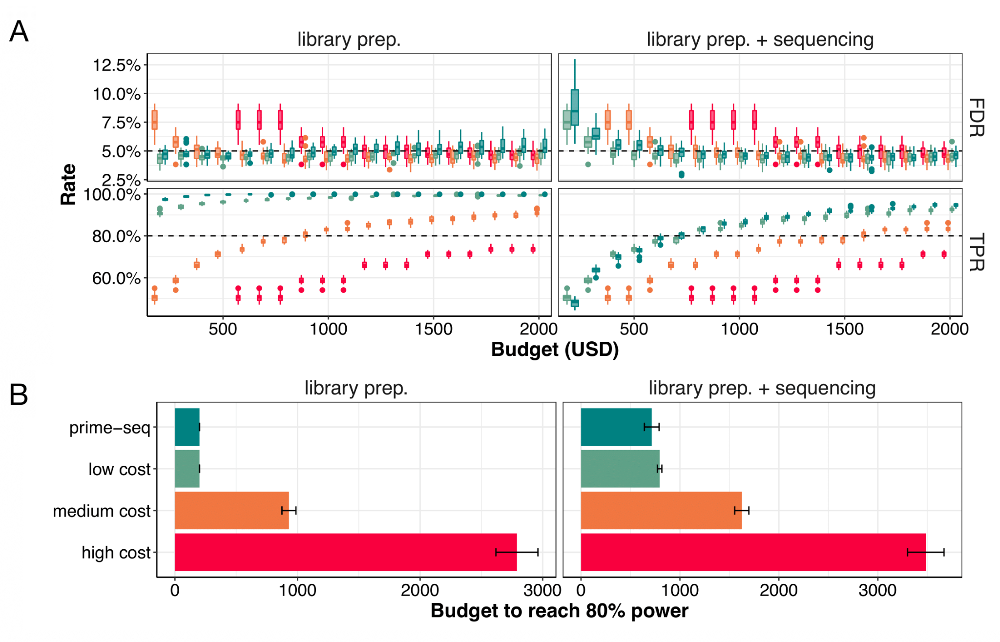 A
library prep.
library prep. + sequencing
12.5%
10.0%
7.5%
5.0%
2.5%
FDR
Rate
100.0%
80.0%
60.0%
TPR
500 1000 1500 2000
500 1000 1500 2000
Budget (USD)
B
library prep.
library prep. + sequencing
prime−seq
low cost
medium cost
high cost
0 1000 2000 3000
0 1000 2000 3000
Budget to reach 80% power